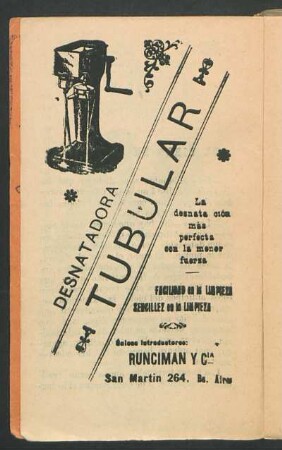 DESNATADORA
TUBULAR
La
desnatación
más
perfecta
con la menor
fuerza
FACILIDAD en la LIMPIEZA
SENCILLEZ en la LIMPIEZA
Únicos Introductores:
RUNCIMAN Y Cía
San Martín 264, Bs. Aires